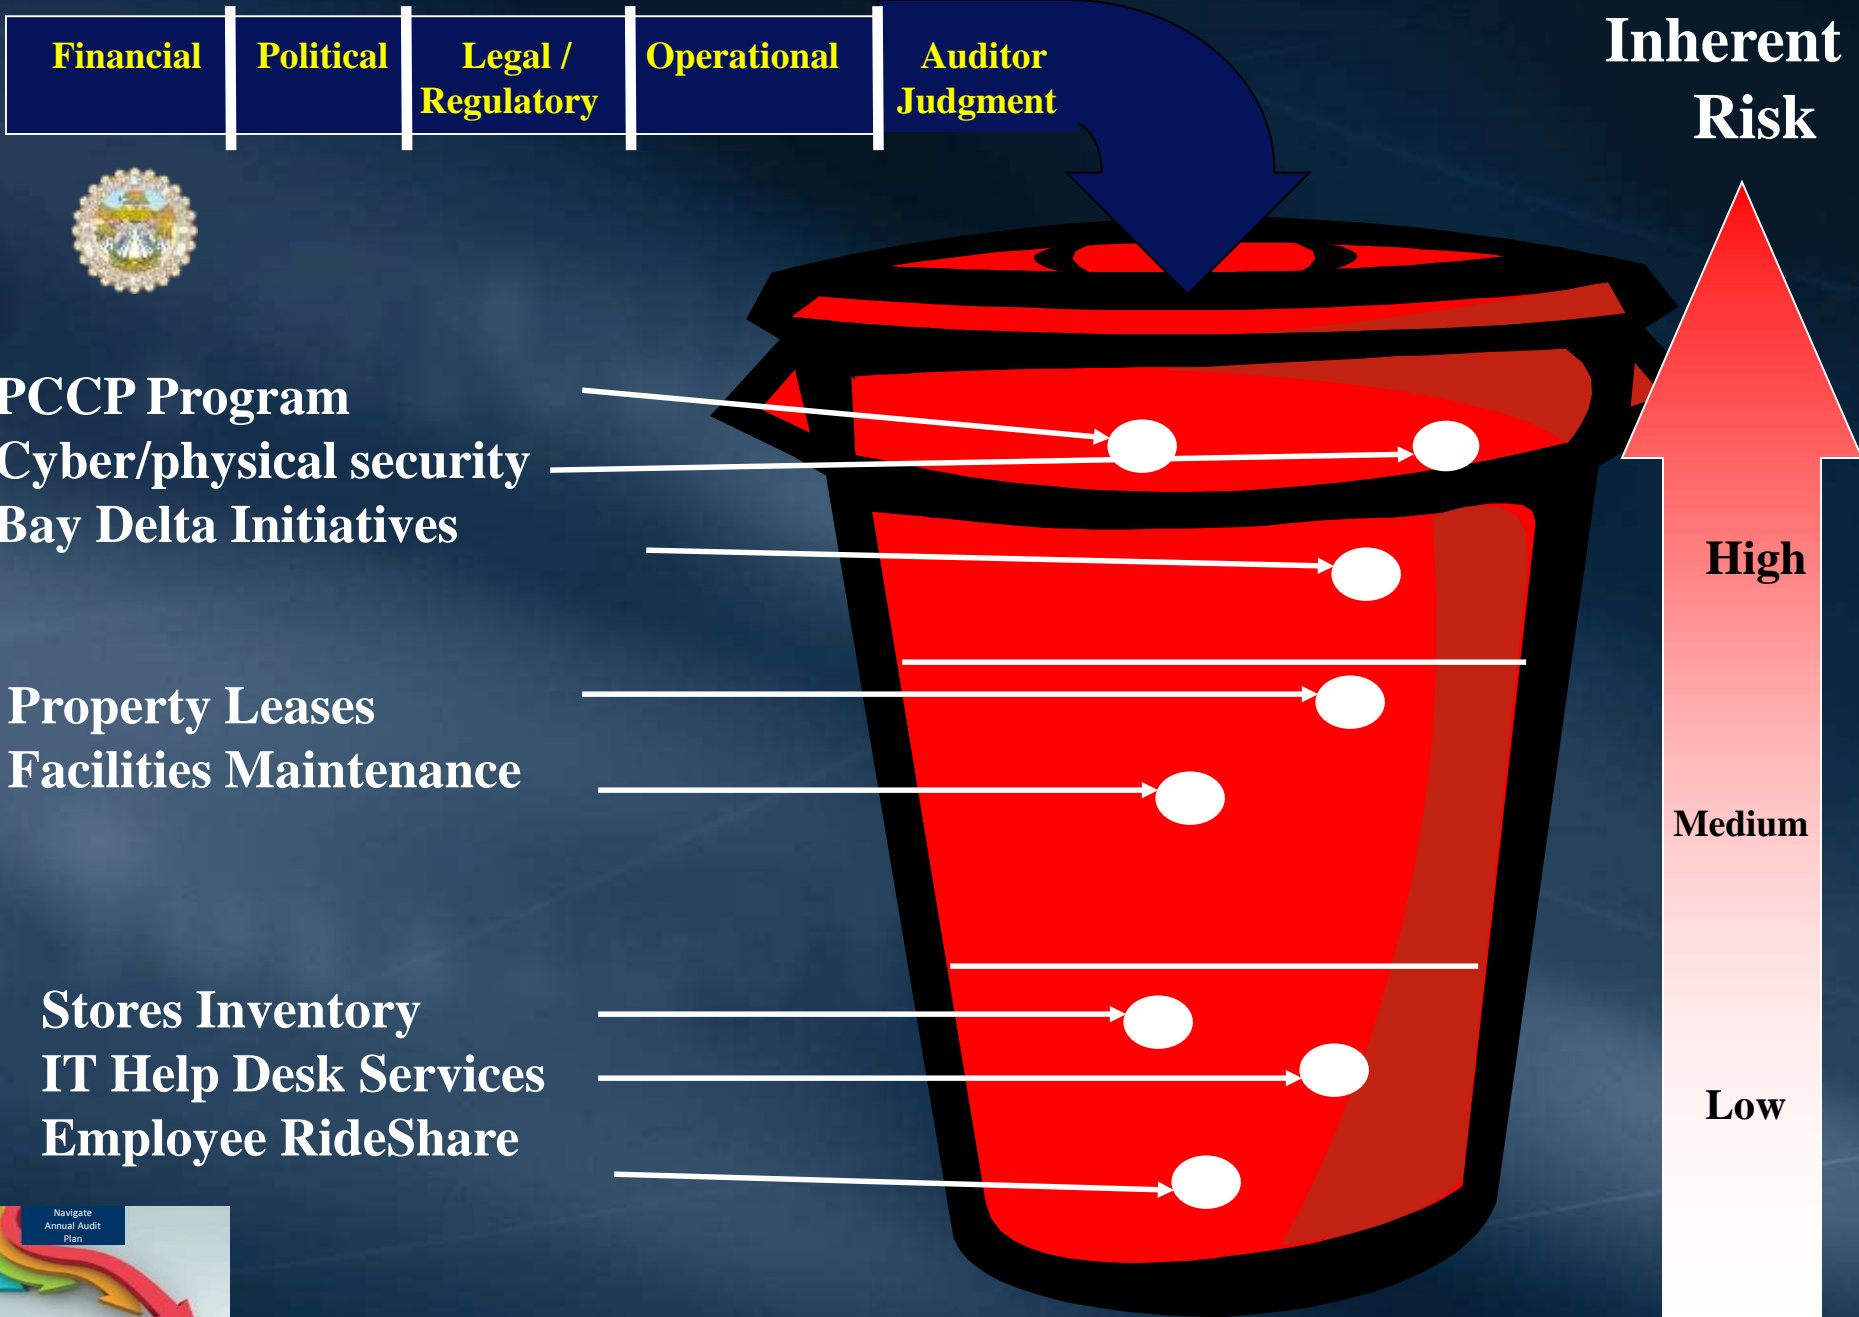 Financial
Political
Legal /
Regulatory
Operational
Auditor
Judgment
Inherent
Risk
PCCP Program
Cyber/physical security
Bay Delta Initiatives
High
Property Leases
Facilities Maintenance
Medium
Stores Inventory
IT Help Desk Services
Employee RideShare
Low
Navigate
Annual Audit
Plan